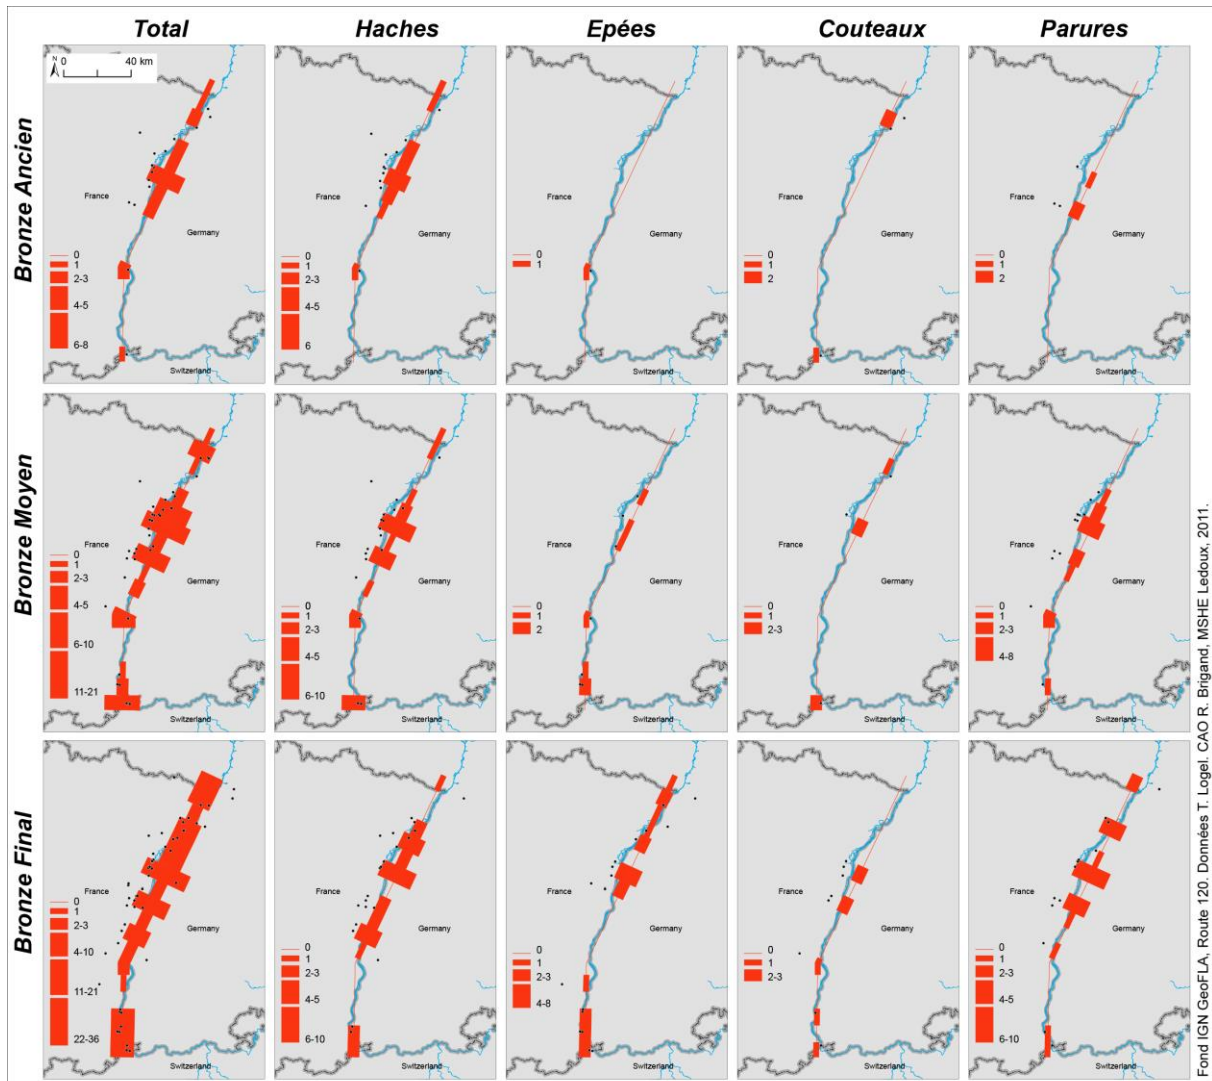 Total
Haches
Epées
Couteaux
Parures
Bronze Ancien
N
0
40 km
France
Germany
Switzerland
0
1
2-3
4-5
6-8
France
Germany
Switzerland
0
1
2-3
4-5
6
France
Germany
Switzerland
0
1
France
Germany
Switzerland
0
1
2
France
Germany
Switzerland
0
1
2
Bronze Moyen
France
Germany
Switzerland
0
1
2-3
4-5
6-10
11-21
France
Germany
Switzerland
0
1
2-3
4-5
6-10
France
Germany
Switzerland
0
1
2
France
Germany
Switzerland
0
1
2-3
France
Germany
Switzerland
0
1
2-3
4-8
Bronze Final
France
Germany
Switzerland
0
1
2-3
4-10
11-21
22-36
France
Germany
Switzerland
0
1
2-3
4-5
6-10
France
Germany
Switzerland
0
1
2-3
4-8
France
Germany
Switzerland
0
1
2-3
France
Germany
Switzerland
0
1
2-3
4-5
6-10
Fond IGN GeoFLA, Route 120. Données T. Logel. CAO R. Brigand, MSHE Ledoux, 2011.